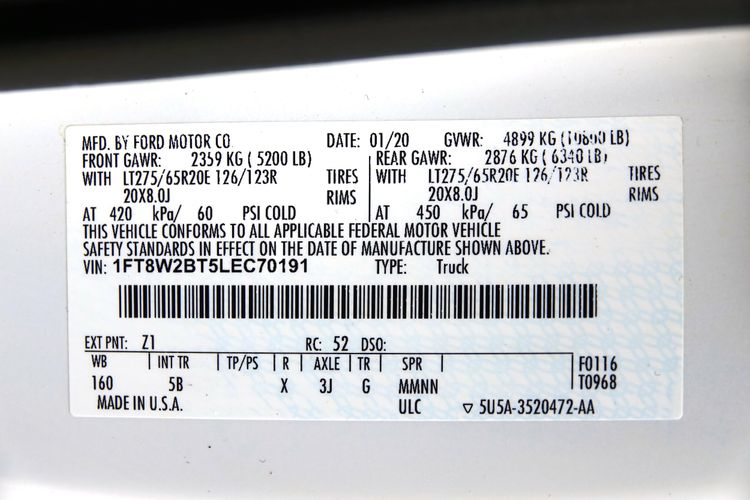 MFD. BY FORD MOTOR CO. DATE: 01/20 GVWR: 4899 KG (10800 LB)
FRONT GAWR: 2359 KG ( 5200 LB) REAR GAWR: 2876 KG ( 6340 LB)
WITH LT275/65R20E 126/123R TIRES WITH LT275/65R20E 126/123R TIRES
20X8.0J RIMS 20X8.0J RIMS
AT 420 kPa/ 60 PSI COLD AT 450 kPa/ 65 PSI COLD
THIS VEHICLE CONFORMS TO ALL APPLICABLE FEDERAL MOTOR VEHICLE
SAFETY STANDARDS IN EFFECT ON THE DATE OF MANUFACTURE SHOWN ABOVE.
VIN: 1FT8W2BT5LEC70191 TYPE: Truck
EXT PNT: Z1 RC: 52 DSO:
WB INT TR TP/PS R AXLE TR SPR F0116
160 5B X 3J G MMNN T0968
MADE IN U.S.A. ULC ▽ 5U5A-3520472-AA